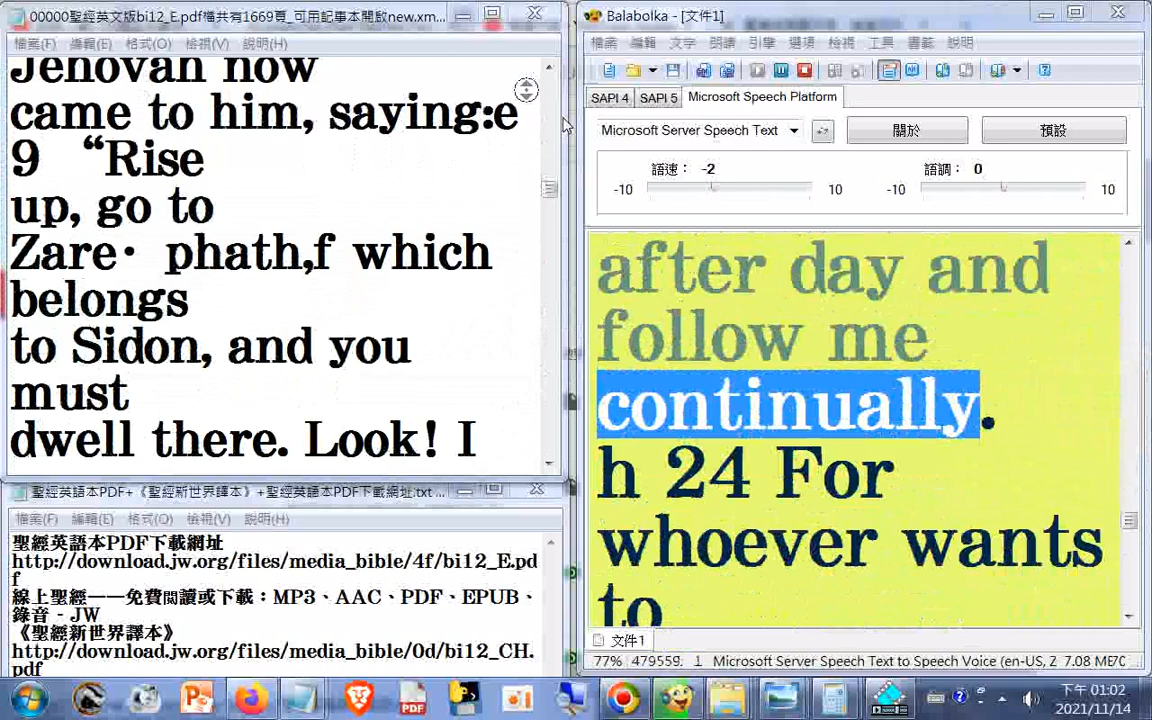 00000聖經英文版bi12_E.pdf檔共有1669頁_可用記事本開啟new.xm...
檔案(F) 編輯(E) 格式(O) 檢視(V) 說明(H)
Jehovah now
came to him, saying:e
9 “Rise
up, go to
Zare· phath,f which
belongs
to Sidon, and you
must
dwell there. Look! I
聖經英語本PDF+《聖經新世界譯本》+聖經英語本PDF下載網址.txt ...
檔案(F) 編輯(E) 格式(O) 檢視(V) 說明(H)
聖經英語本PDF下載網址
http://download.jw.org/files/media_bible/4f/bi12_E.pd
f
線上聖經——免費閱讀或下載：MP3、AAC、PDF、EPUB、
錄音 - JW
《聖經新世界譯本》
http://download.jw.org/files/media_bible/0d/bi12_CH.
pdf
Balabolka - [文件1]
檔案 編輯 文字 朗讀 引擎 選項 檢視 工具 書籤 說明
SAPI 4 SAPI 5 Microsoft Speech Platform
Microsoft Server Speech Text 關於 預設
語速： -2 語調： 0
-10 10 -10 10
after day and
follow me
continually.
h 24 For
whoever wants
to
文件1
77% 479559. 1 Microsoft Server Speech Text to Speech Voice (en-US, Z 7.08 ME
下午 01:02
2021/11/14